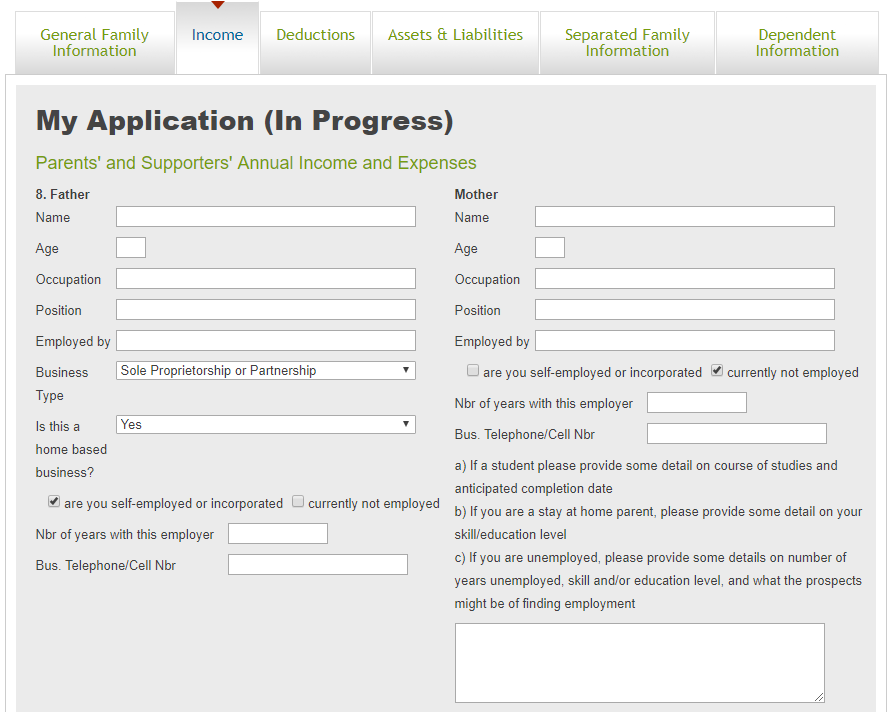 General Family
Information
Income
Deductions
Assets & Liabilities
Separated Family
Information
Dependent
Information
My Application (In Progress)
Parents' and Supporters' Annual Income and Expenses
8. Father
Name
Age
Occupation
Position
Employed by
Business
Type
Sole Proprietorship or Partnership
Is this a
home based
business?
Yes
are you self-employed or incorporated
currently not employed
Nbr of years with this employer
Bus. Telephone/Cell Nbr
Mother
Name
Age
Occupation
Position
Employed by
are you self-employed or incorporated
currently not employed
Nbr of years with this employer
Bus. Telephone/Cell Nbr
a) If a student please provide some detail on course of studies and
anticipated completion date
b) If you are a stay at home parent, please provide some detail on your
skill/education level
c) If you are unemployed, please provide some details on number of
years unemployed, skill and/or education level, and what the prospects
might be of finding employment